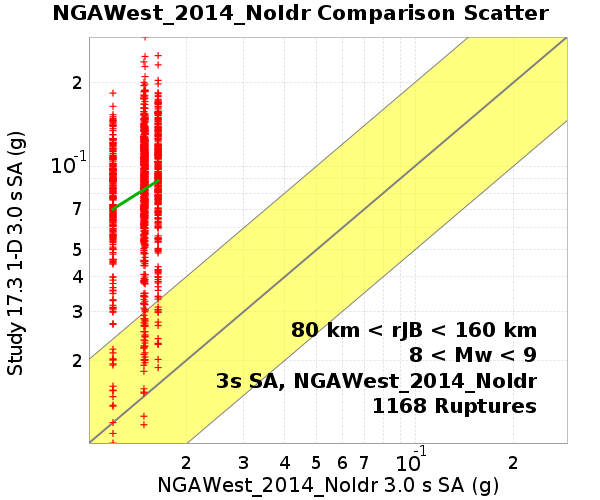 NGAWest_2014_NoIdr Comparison Scatter
Study 17.3 1-D 3.0 s SA (g)
2
10-1
7
5
4
3
2
80 km < rJB < 160 km
8 < Mw < 9
3s SA, NGAWest_2014_NoIdr
1168 Ruptures
2 3 4 5 6 7 10-1 2
NGAWest_2014_NoIdr 3.0 s SA (g)